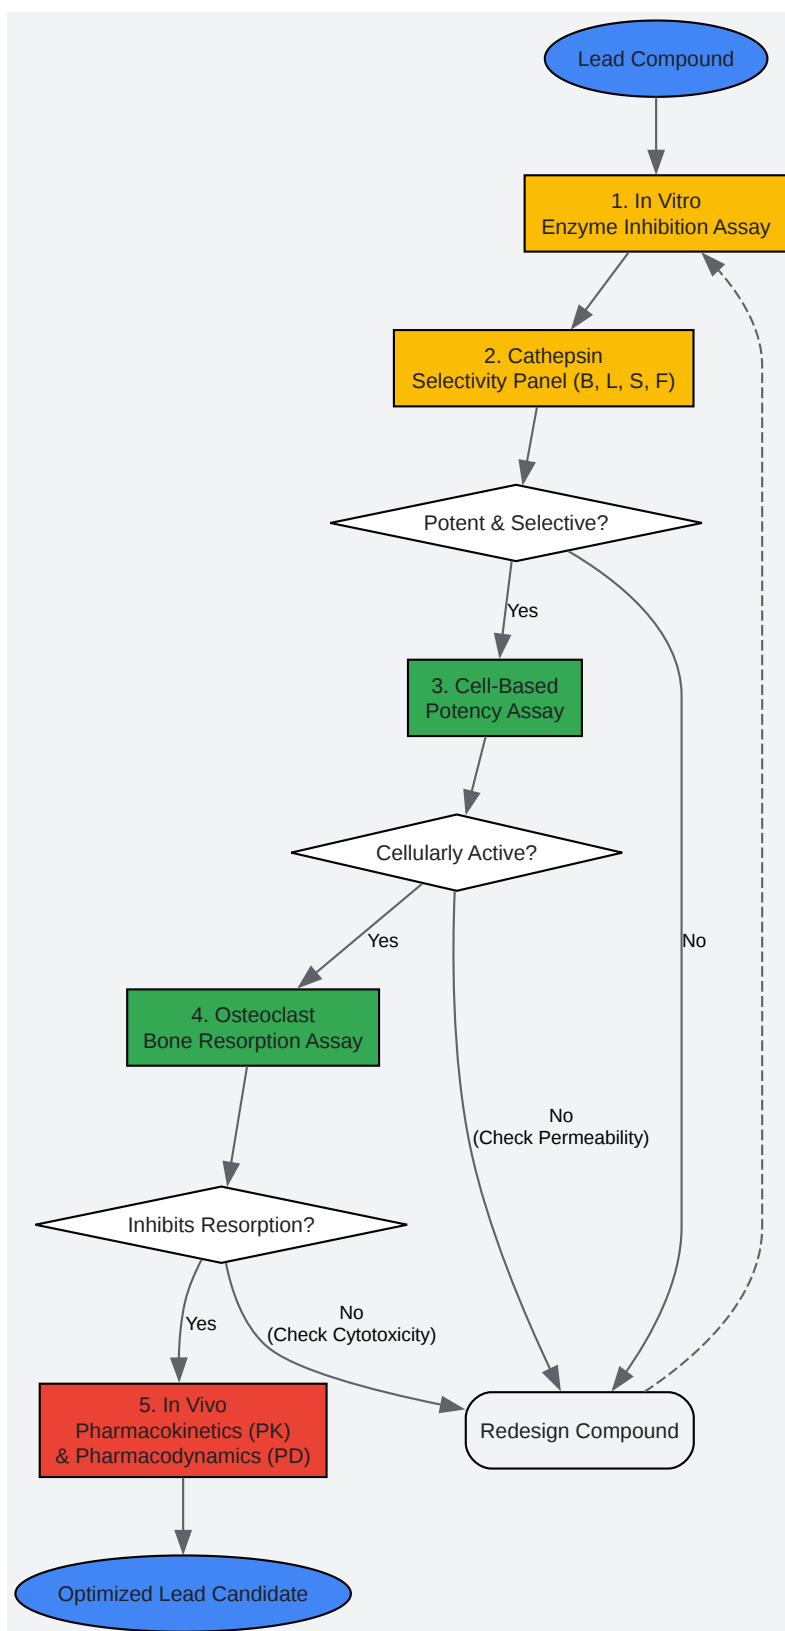 Lead Compound
1. In Vitro
Enzyme Inhibition Assay
2. Cathepsin
Selectivity Panel (B, L, S, F)
Potent & Selective?
Yes
3. Cell-Based
Potency Assay
Cellularly Active?
Yes
No
4. Osteoclast
Bone Resorption Assay
No
(Check Permeability)
Inhibits Resorption?
Yes
No
(Check Cytotoxicity)
5. In Vivo
Pharmacokinetics (PK)
& Pharmacodynamics (PD)
Redesign Compound
Optimized Lead Candidate